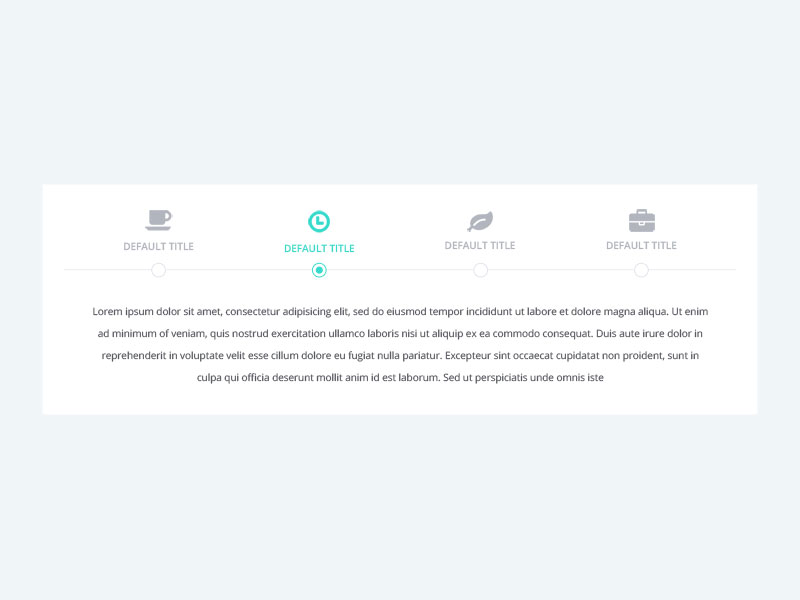 DEFAULT TITLE
DEFAULT TITLE
DEFAULT TITLE
DEFAULT TITLE
Lorem ipsum dolor sit amet, consectetur adipisicing elit, sed do eiusmod tempor incididunt ut labore et dolore magna aliqua. Ut enim
ad minimum of veniam, quis nostrud exercitation ullamco laboris nisi ut aliquip ex ea commodo consequat. Duis aute irure dolor in
reprehenderit in voluptate velit esse cillum dolore eu fugiat nulla pariatur. Excepteur sint occaecat cupidatat non proident, sunt in
culpa qui officia deserunt mollit anim id est laborum. Sed ut perspiciatis unde omnis iste